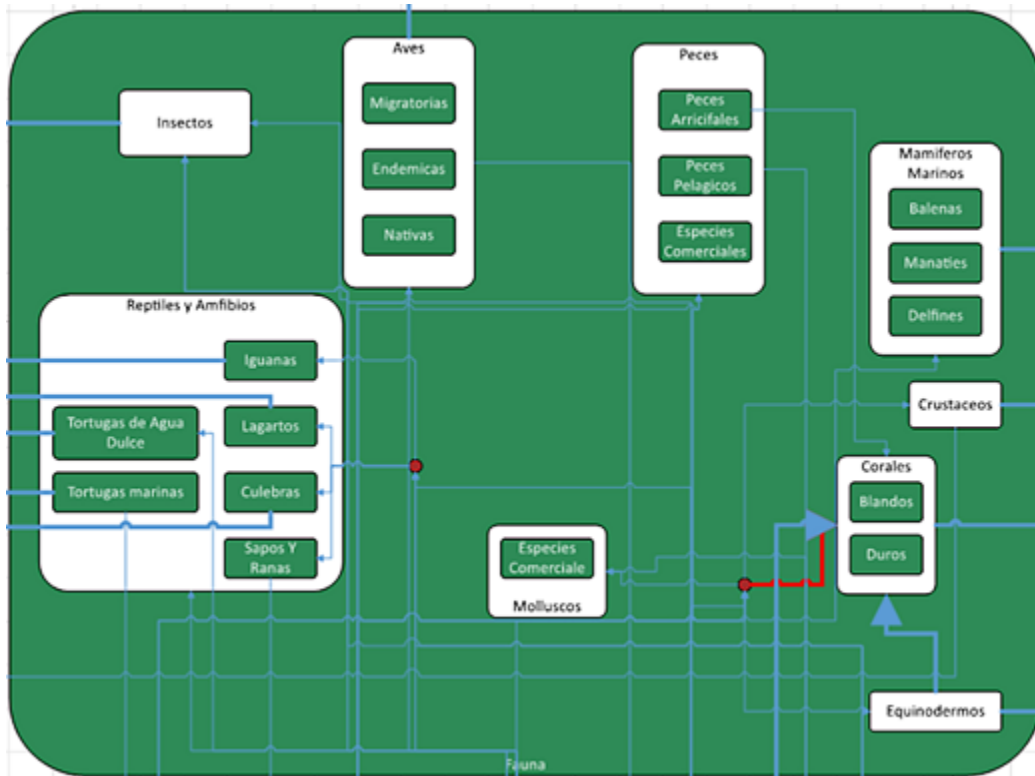 Aves
Migratorias
Endemicas
Nativas
Peces
Peces
Arricifales
Peces
Pelagicos
Especies
Comerciales
Insectos
Mamiferos
Marinos
Balenas
Manaties
Delfines
Reptiles y Amfibios
Iguanas
Lagartos
Tortugas de Agua
Dulce
Culebras
Tortugas marinas
Sapos Y
Ranas
Crustaceos
Corales
Blandos
Duros
Especies
Comerciale
Molluscos
Equinodermos
Fauna